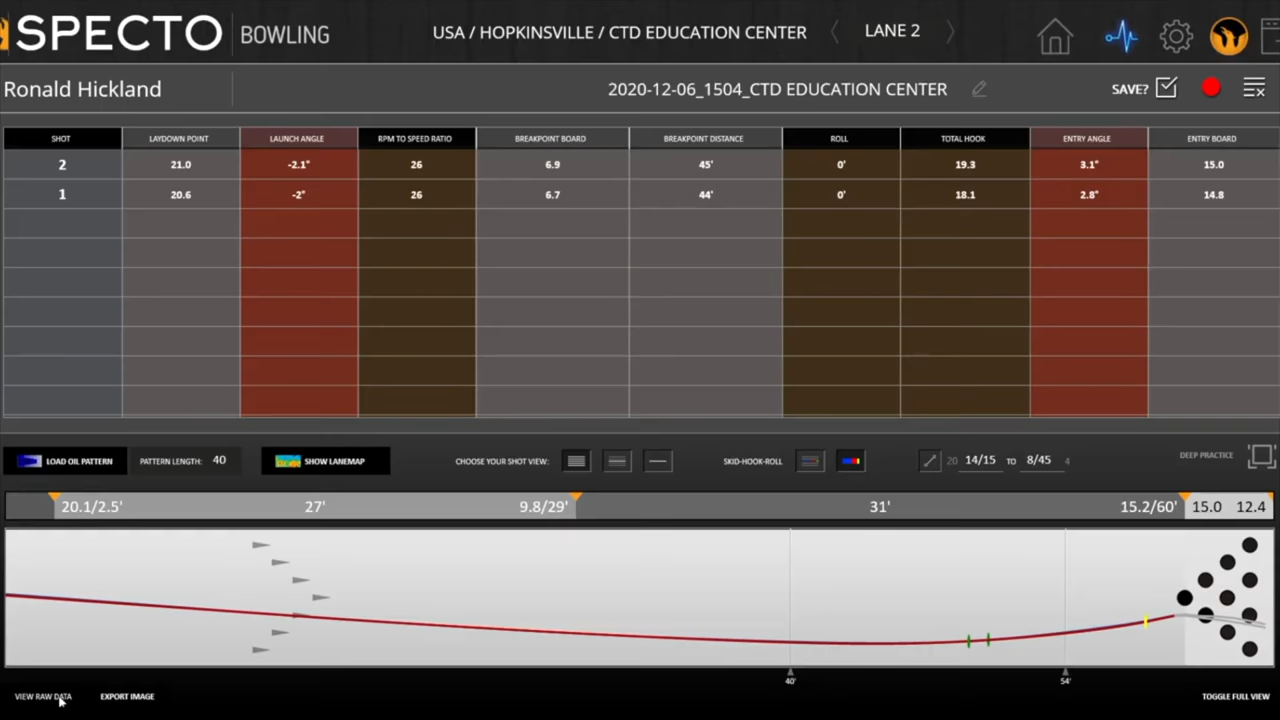 SPECTO BOWLING USA / HOPKINSVILLE / CTD EDUCATION CENTER LANE 2
Ronald Hickland 2020-12-06_1504_CTD EDUCATION CENTER SAVE?
SHOT LAYDOWN POINT LAUNCH ANGLE RPM TO SPEED RATIO BREAKPOINT BOARD BREAKPOINT DISTANCE ROLL TOTAL HOOK ENTRY ANGLE ENTRY BOARD
2 21.0 -2.1° 26 6.9 45' 0' 19.3 3.1° 15.0
1 20.6 -2° 26 6.7 44' 0' 18.1 2.8° 14.8
LOAD OIL PATTERN PATTERN LENGTH: 40 SHOW LANEMAP CHOOSE YOUR SHOT VIEW: SKID-HOOK-ROLL 20 14/15 TO 8/45 4 DEEP PRACTICE
20.1/2.5' 27' 9.8/29' 31' 15.2/60' 15.0 12.4
40' 54'
VIEW RAW DATA EXPORT IMAGE TOGGLE FULL VIEW